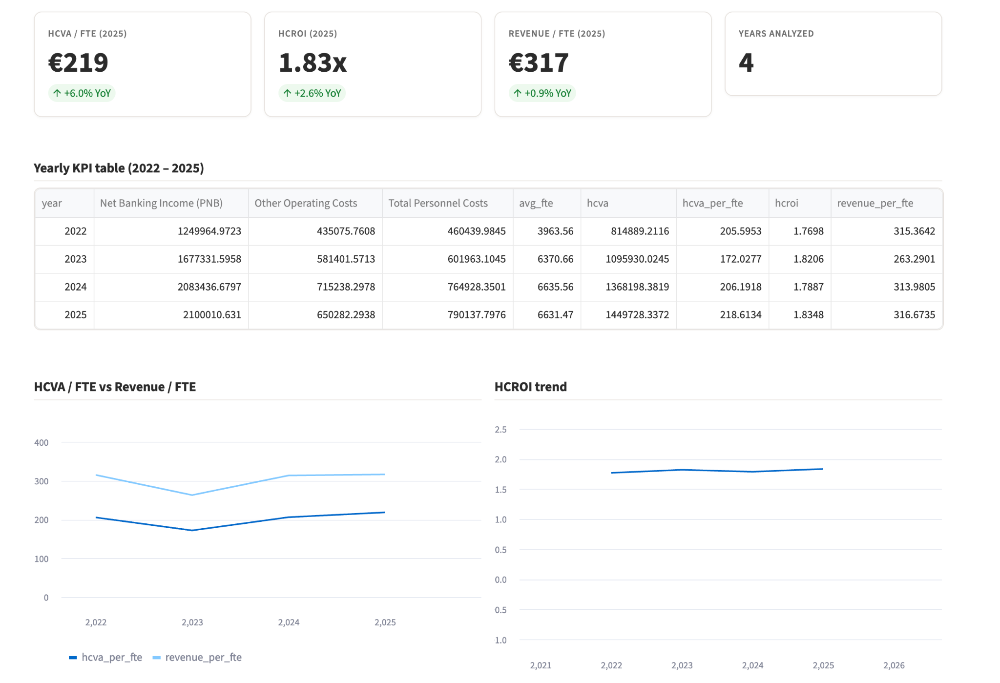 HCVA / FTE (2025)
€219
↑ +6.0% YoY
HCROI (2025)
1.83x
↑ +2.6% YoY
REVENUE / FTE (2025)
€317
↑ +0.9% YoY
YEARS ANALYZED
4
Yearly KPI table (2022 – 2025)
year Net Banking Income (PNB) Other Operating Costs Total Personnel Costs avg_fte hcva hcva_per_fte hcroi revenue_per_fte
2022 1249964.9723 435075.7608 460439.9845 3963.56 814889.2116 205.5953 1.7698 315.3642
2023 1677331.5958 581401.5713 601963.1045 6370.66 1095930.0245 172.0277 1.8206 263.2901
2024 2083436.6797 715238.2978 764928.3501 6635.56 1368198.3819 206.1918 1.7887 313.9805
2025 2100010.631 650282.2938 790137.7976 6631.47 1449728.3372 218.6134 1.8348 316.6735
HCVA / FTE vs Revenue / FTE
400
300
200
100
0
2,022 2,023 2,024 2,025
hcva_per_fte revenue_per_fte
HCROI trend
2.5
2.0
1.5
1.0
0.5
0.0
0.5
1.0
2,021 2,022 2,023 2,024 2,025 2,026